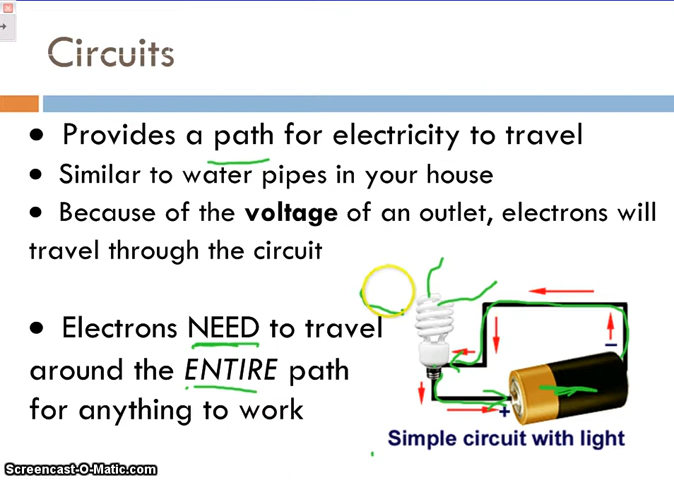 Circuits
● Provides a path for electricity to travel
● Similar to water pipes in your house
● Because of the voltage of an outlet, electrons will
travel through the circuit
● Electrons NEED to travel
around the ENTIRE path
for anything to work
−
+
Simple circuit with light
Screencast-O-Matic.com